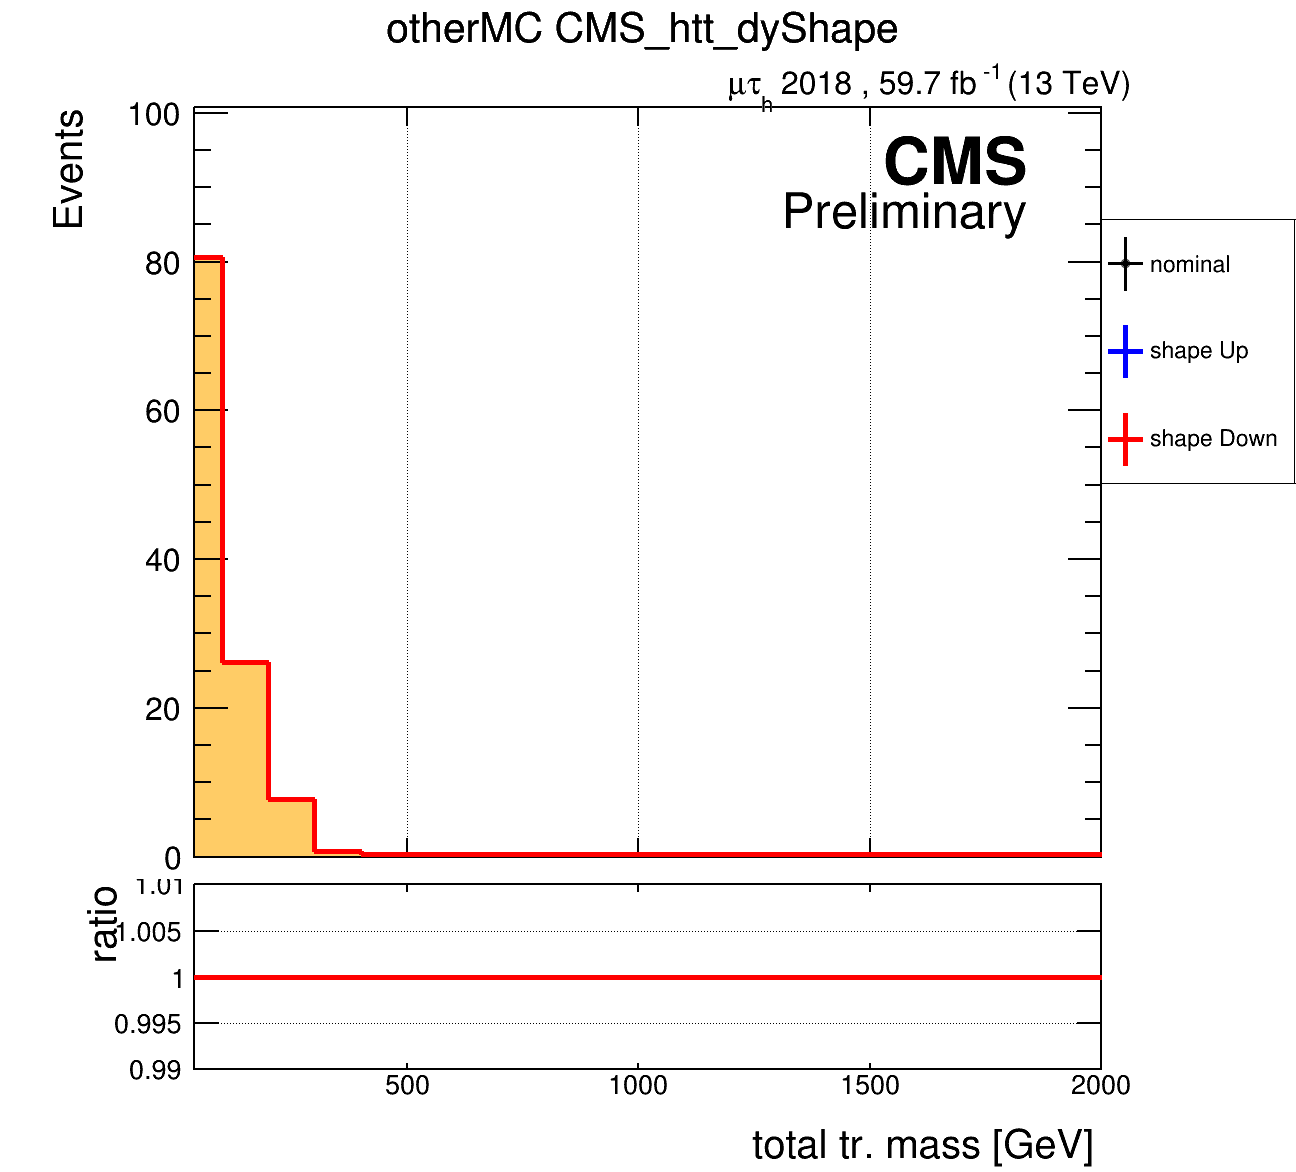 otherMC CMS_htt_dyShape
μτh 2018 , 59.7 fb-1 (13 TeV)
Events
100
80
60
40
20
0
CMS
Preliminary
nominal
shape Up
shape Down
ratio
1.01
1.005
1
0.995
0.99
500 1000 1500 2000
total tr. mass [GeV]